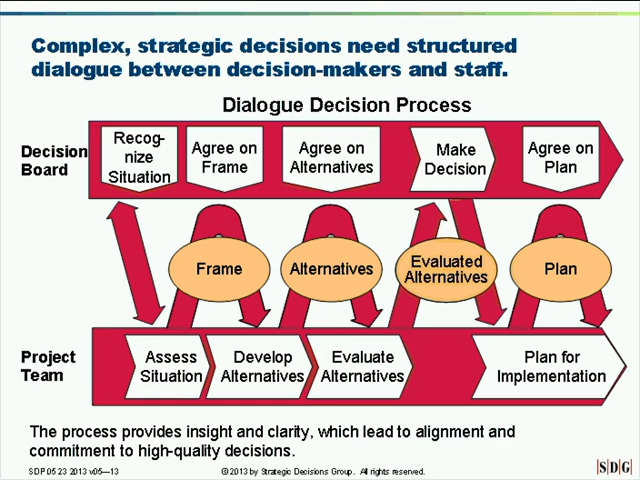 Complex, strategic decisions need structured
dialogue between decision-makers and staff.
Dialogue Decision Process
Decision
Board
Recog-
nize
Situation
Agree on
Frame
Agree on
Alternatives
Make
Decision
Agree on
Plan
Frame
Alternatives
Evaluated
Alternatives
Plan
Project
Team
Assess
Situation
Develop
Alternatives
Evaluate
Alternatives
Plan for
Implementation
The process provides insight and clarity, which lead to alignment and
commitment to high-quality decisions.
SDP 05 23 2013 v05—13
© 2013 by Strategic Decisions Group. All rights reserved.
SDG